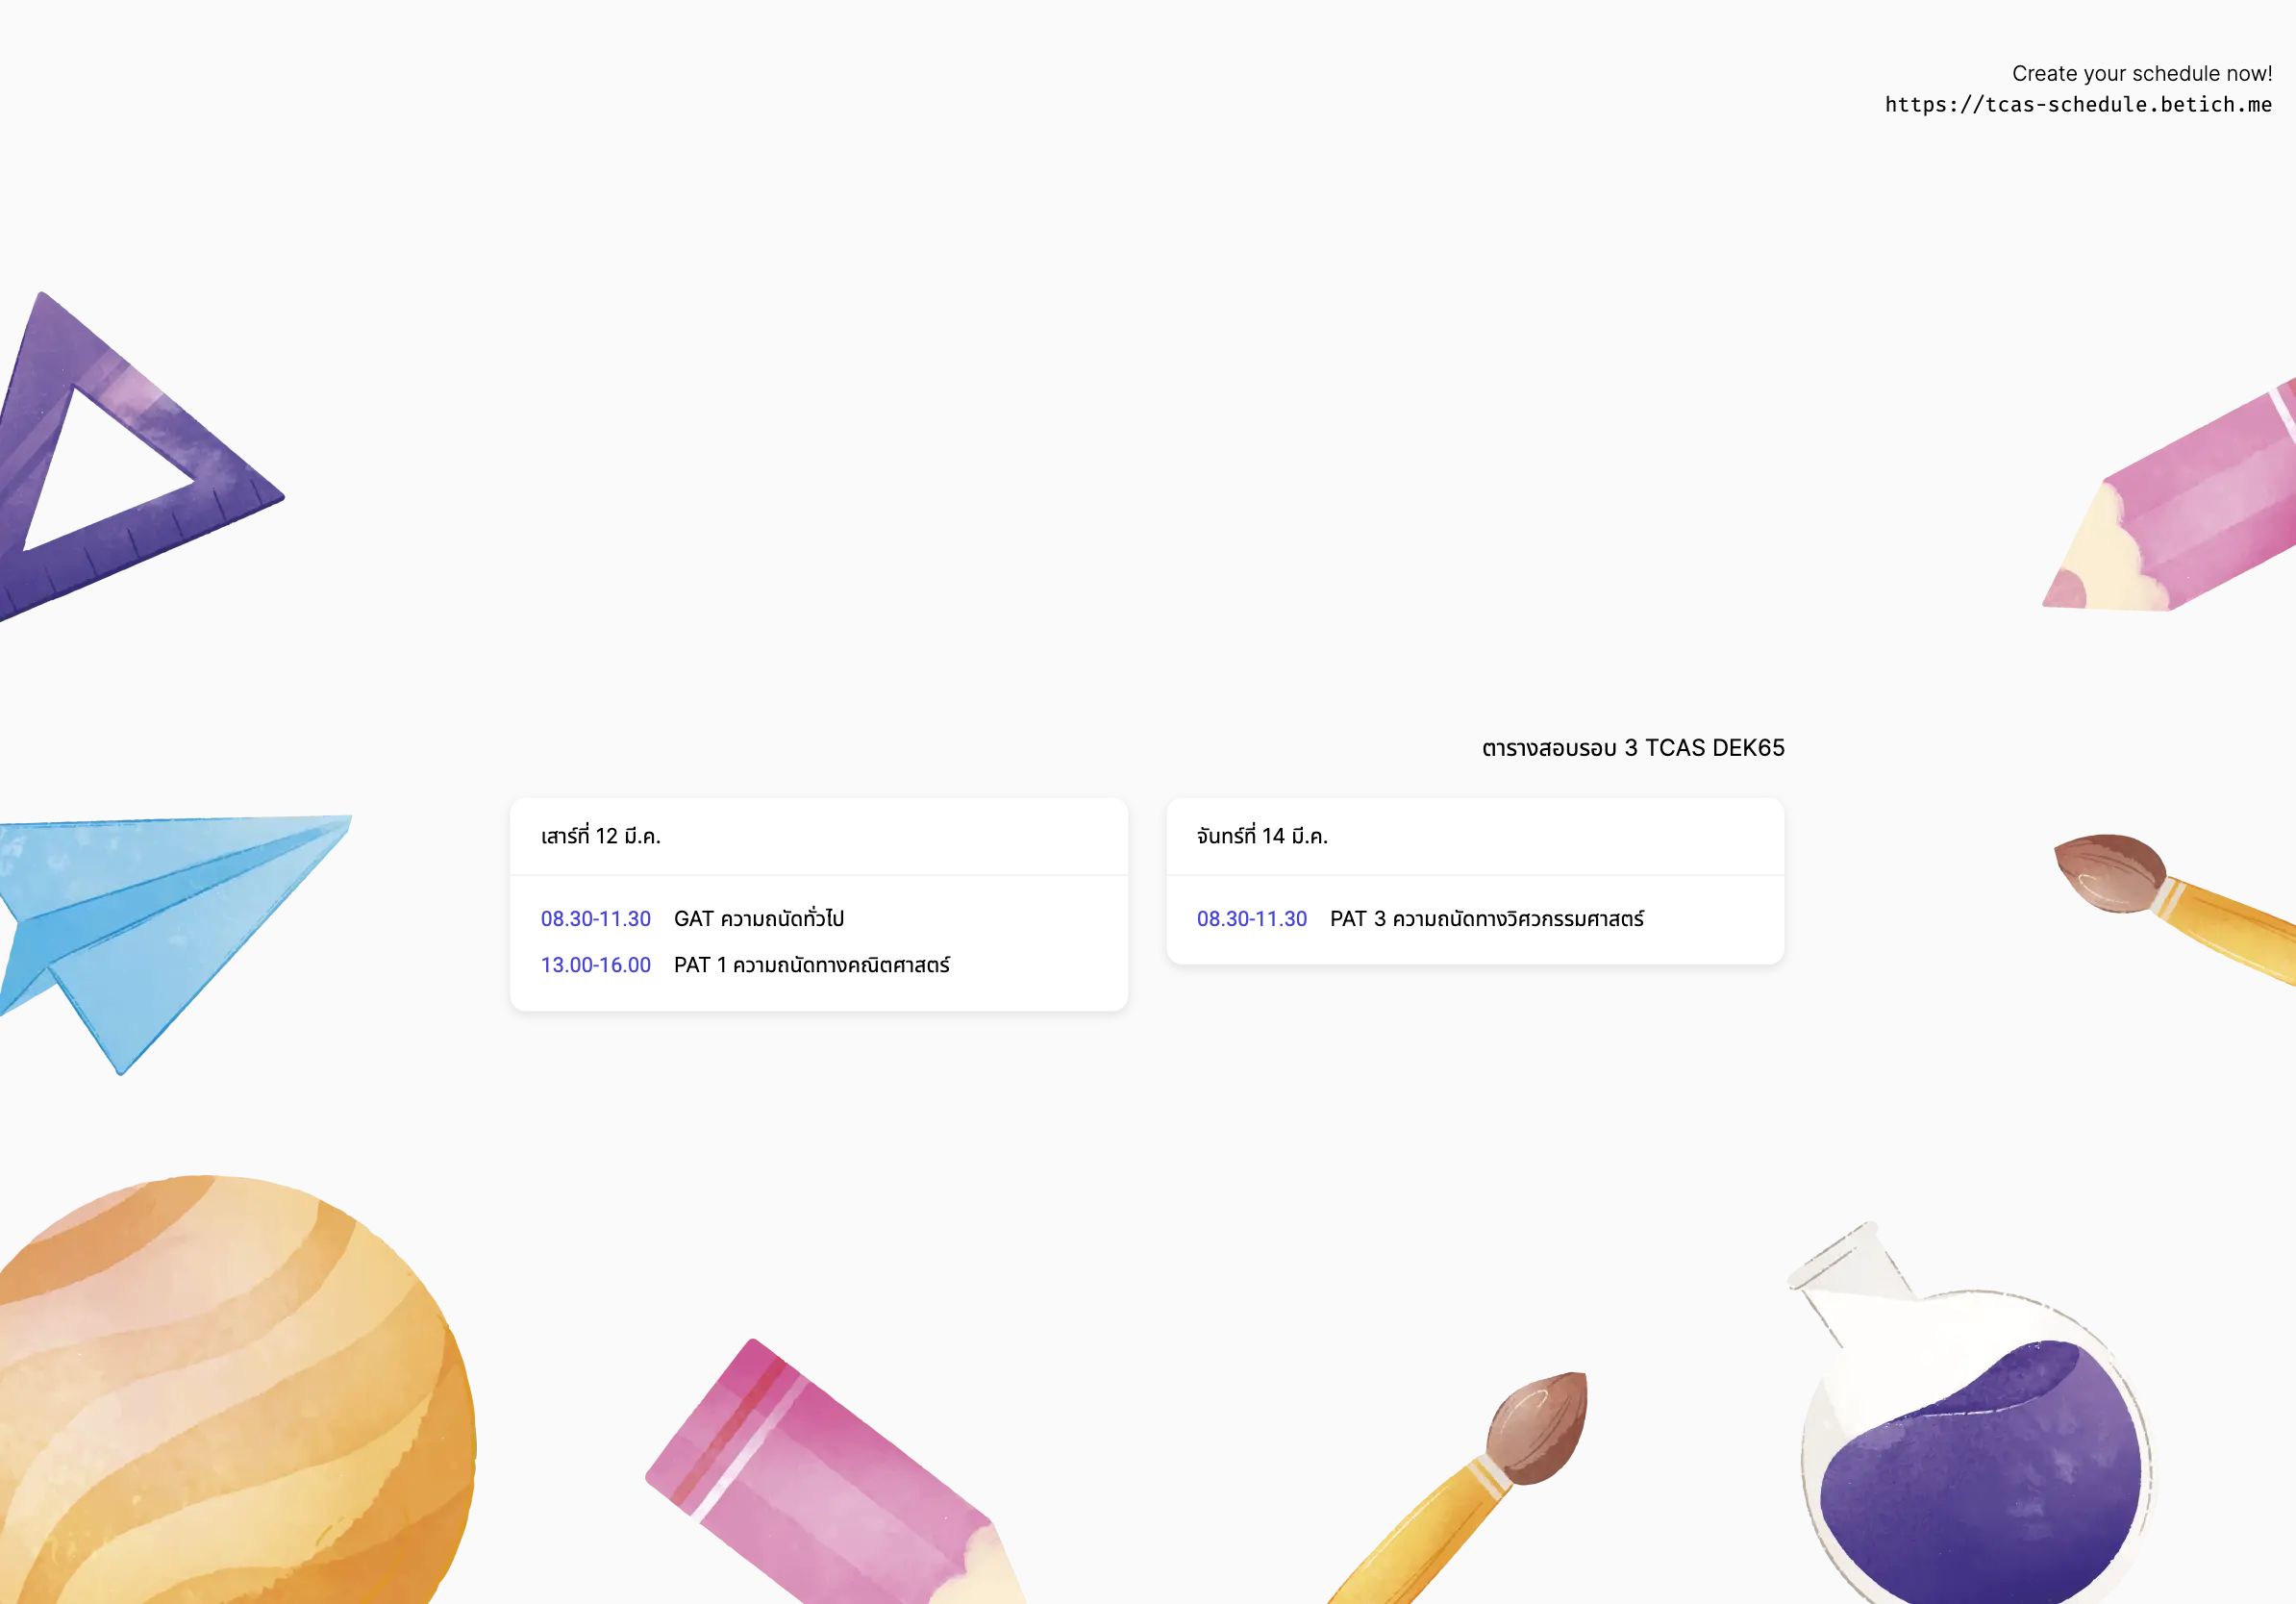 Create your schedule now!
https://tcas-schedule.betich.me
ตารางสอบรอบ 3 TCAS DEK65
เสาร์ที่ 12 มี.ค.
08.30-11.30 GAT ความถนัดทั่วไป
13.00-16.00 PAT 1 ความถนัดทางคณิตศาสตร์
จันทร์ที่ 14 มี.ค.
08.30-11.30 PAT 3 ความถนัดทางวิศวกรรมศาสตร์